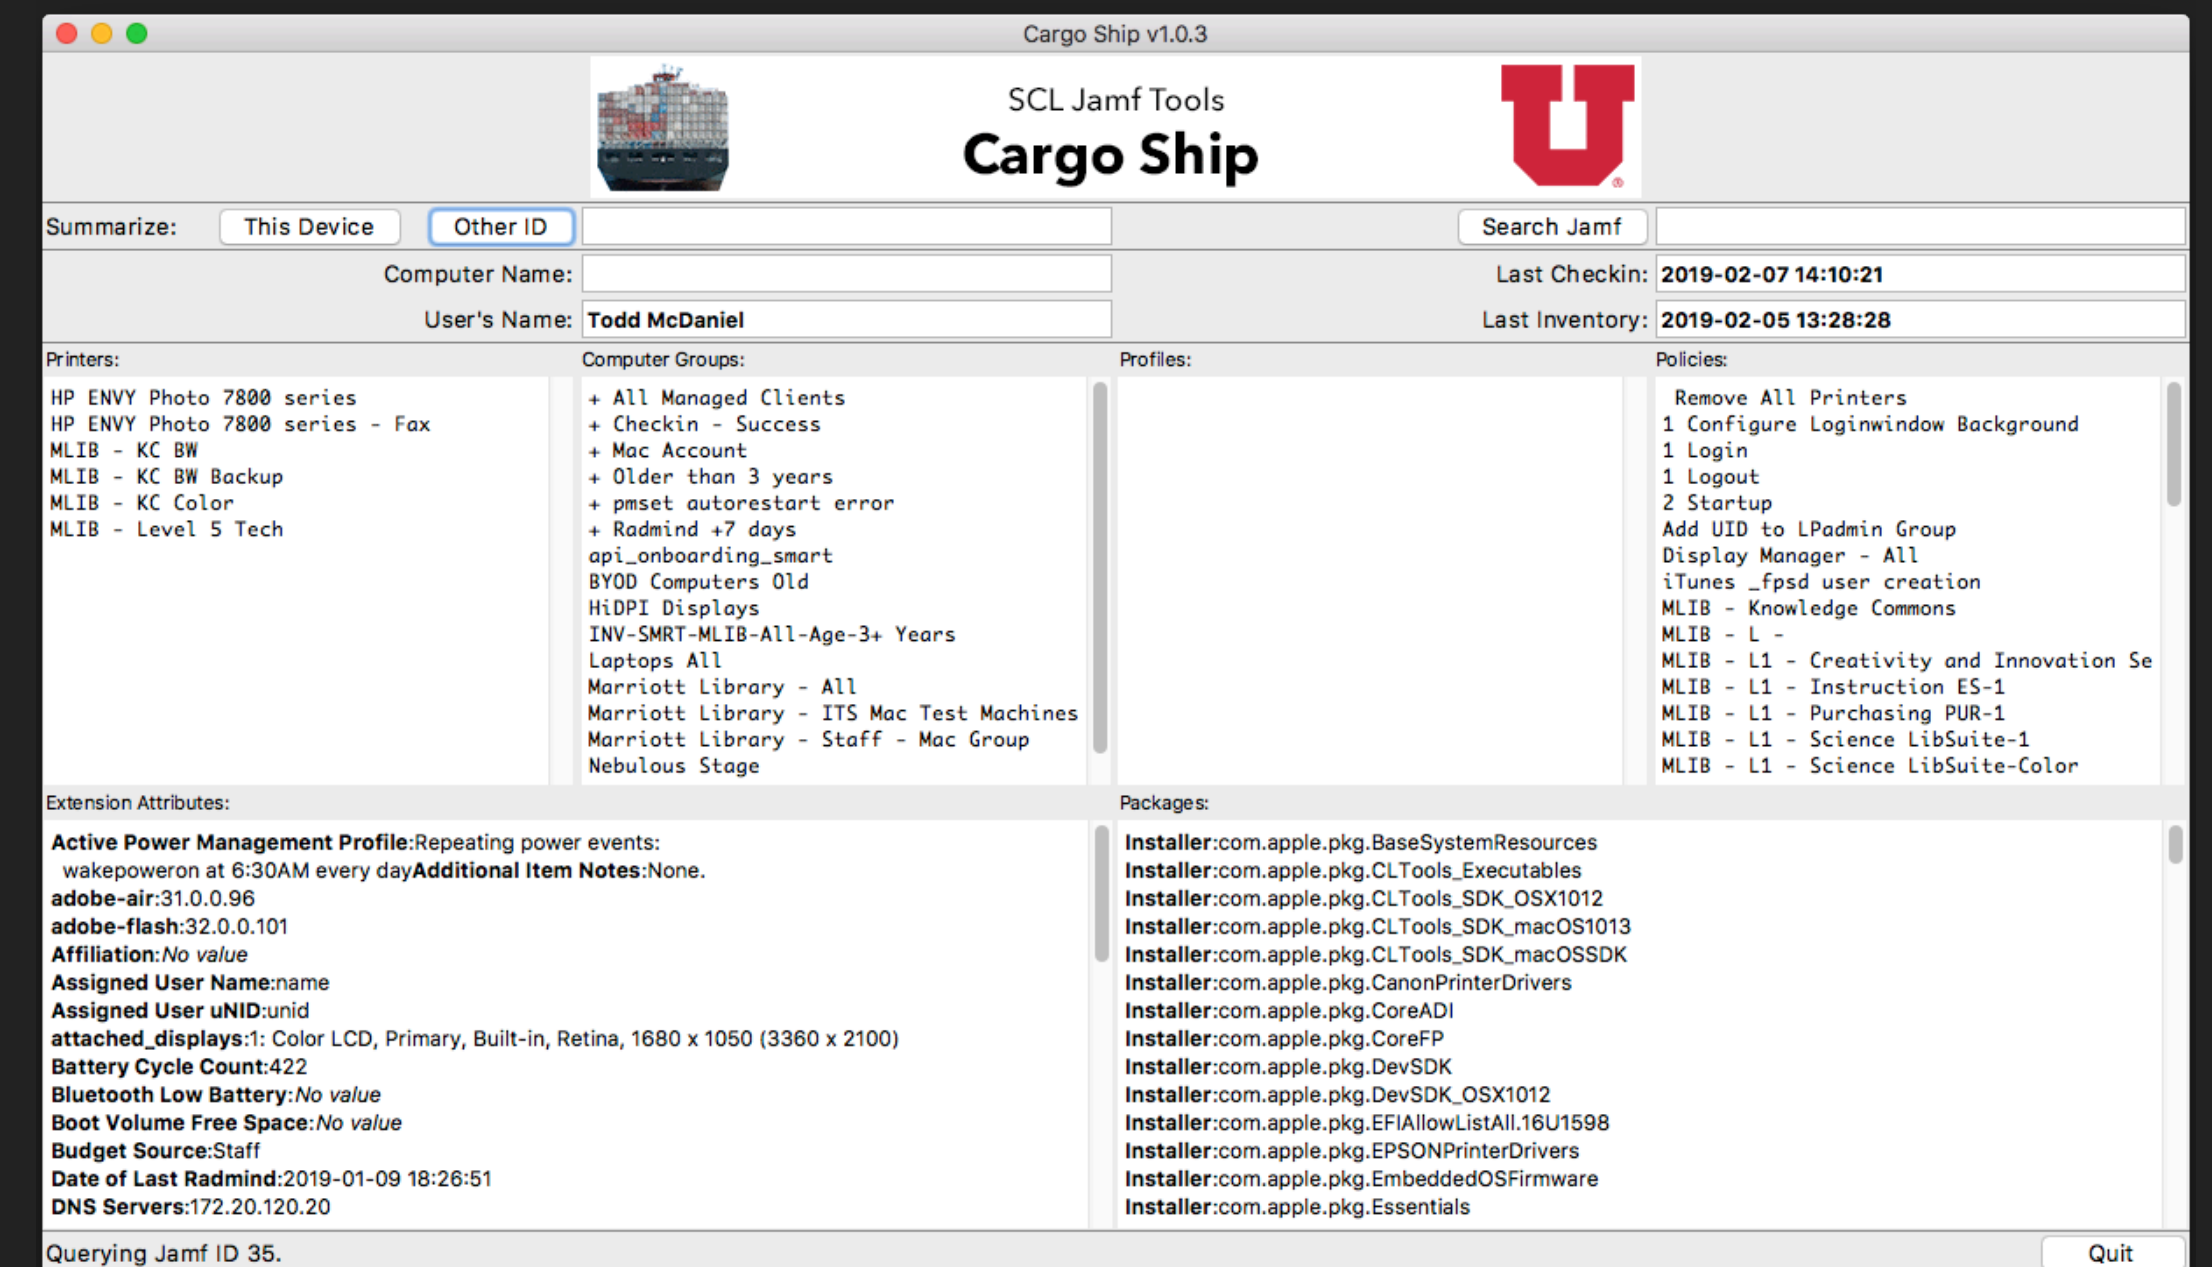 Cargo Ship v1.0.3
SCL Jamf Tools
Cargo Ship
U
®
Summarize: This Device Other ID Search Jamf
Computer Name: Last Checkin: 2019-02-07 14:10:21
User's Name: Todd McDaniel Last Inventory: 2019-02-05 13:28:28
Printers:
HP ENVY Photo 7800 series
HP ENVY Photo 7800 series - Fax
MLIB - KC BW
MLIB - KC BW Backup
MLIB - KC Color
MLIB - Level 5 Tech
Computer Groups:
+ All Managed Clients
+ Checkin - Success
+ Mac Account
+ Older than 3 years
+ pmset autorestart error
+ Radmind +7 days
api_onboarding_smart
BYOD Computers Old
HiDPI Displays
INV-SMRT-MLIB-All-Age-3+ Years
Laptops All
Marriott Library - All
Marriott Library - ITS Mac Test Machines
Marriott Library - Staff - Mac Group
Nebulous Stage
Profiles:
Policies:
Remove All Printers
1 Configure Loginwindow Background
1 Login
1 Logout
2 Startup
Add UID to LPadmin Group
Display Manager - All
iTunes _fpsd user creation
MLIB - Knowledge Commons
MLIB - L -
MLIB - L1 - Creativity and Innovation Se
MLIB - L1 - Instruction ES-1
MLIB - L1 - Purchasing PUR-1
MLIB - L1 - Science LibSuite-1
MLIB - L1 - Science LibSuite-Color
Extension Attributes:
Active Power Management Profile:Repeating power events:
wakepoweron at 6:30AM every dayAdditional Item Notes:None.
adobe-air:31.0.0.96
adobe-flash:32.0.0.101
Affiliation:No value
Assigned User Name:name
Assigned User uNID:unid
attached_displays:1: Color LCD, Primary, Built-in, Retina, 1680 x 1050 (3360 x 2100)
Battery Cycle Count:422
Bluetooth Low Battery:No value
Boot Volume Free Space:No value
Budget Source:Staff
Date of Last Radmind:2019-01-09 18:26:51
DNS Servers:172.20.120.20
Packages:
Installer:com.apple.pkg.BaseSystemResources
Installer:com.apple.pkg.CLTools_Executables
Installer:com.apple.pkg.CLTools_SDK_OSX1012
Installer:com.apple.pkg.CLTools_SDK_macOS1013
Installer:com.apple.pkg.CLTools_SDK_macOSSDK
Installer:com.apple.pkg.CanonPrinterDrivers
Installer:com.apple.pkg.CoreADI
Installer:com.apple.pkg.CoreFP
Installer:com.apple.pkg.DevSDK
Installer:com.apple.pkg.DevSDK_OSX1012
Installer:com.apple.pkg.EFIAllowListAll.16U1598
Installer:com.apple.pkg.EPSONPrinterDrivers
Installer:com.apple.pkg.EmbeddedOSFirmware
Installer:com.apple.pkg.Essentials
Querying Jamf ID 35.
Quit